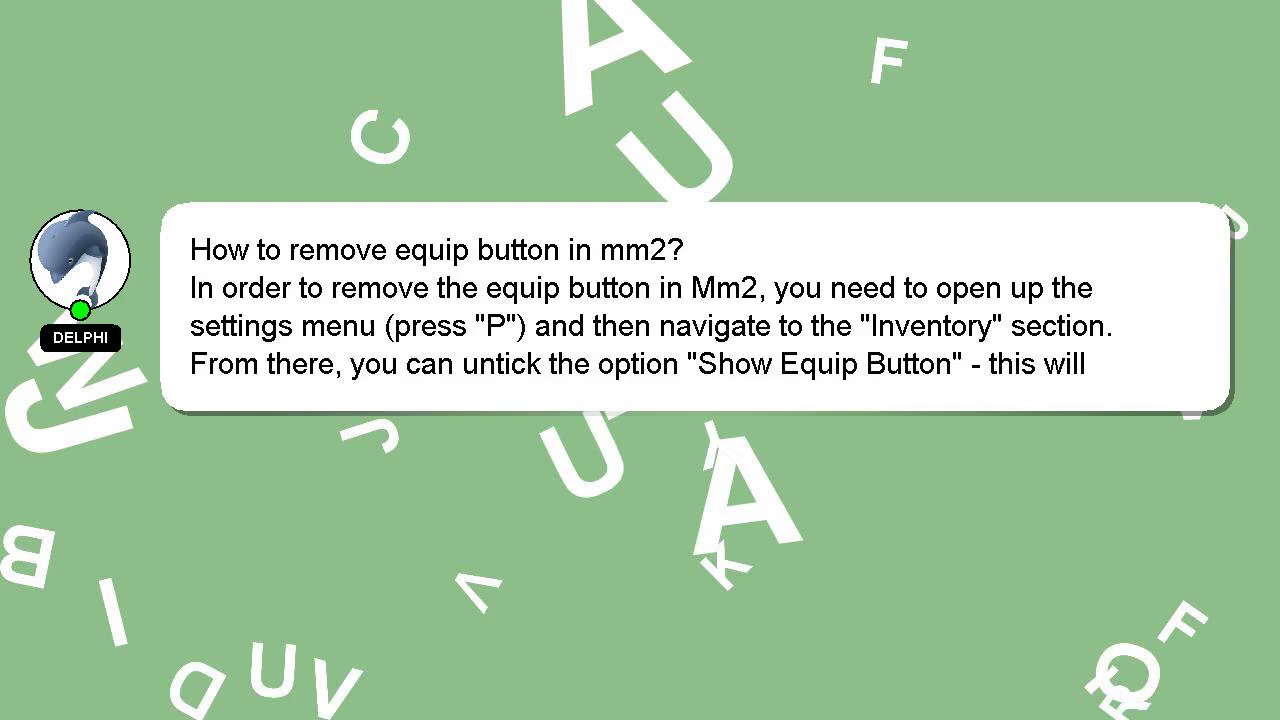 A
F
C
U
J
How to remove equip button in mm2?
In order to remove the equip button in Mm2, you need to open up the
settings menu (press "P") and then navigate to the "Inventory" section.
From there, you can untick the option "Show Equip Button" - this will
DELPHI
J
J
U
A
K
B
I
V
F
D
U
V
Q